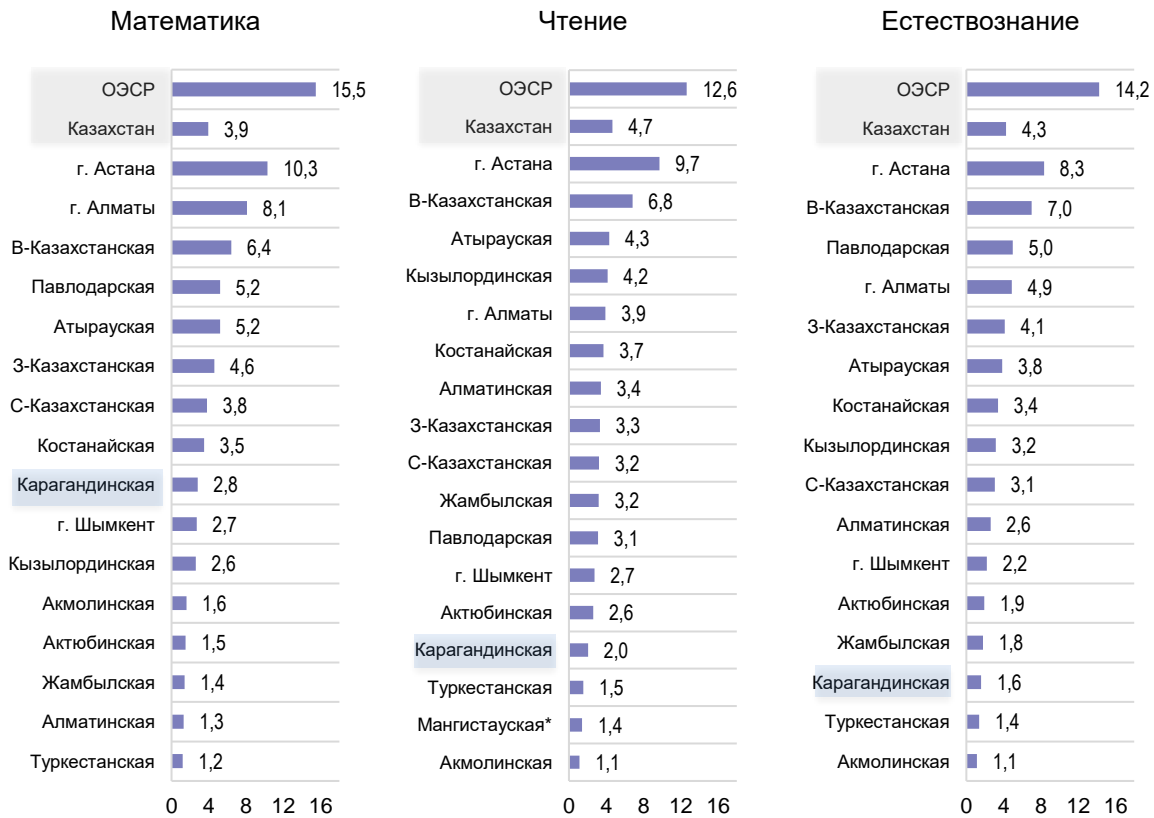 Математика
ОЭСР 15,5
Казахстан 3,9
г. Астана 10,3
г. Алматы 8,1
В-Казахстанская 6,4
Павлодарская 5,2
Атырауская 5,2
З-Казахстанская 4,6
С-Казахстанская 3,8
Костанайская 3,5
Карагандинская 2,8
г. Шымкент 2,7
Кызылординская 2,6
Акмолинская 1,6
Актюбинская 1,5
Жамбылская 1,4
Алматинская 1,3
Туркестанская 1,2
0 4 8 12 16
Чтение
ОЭСР 12,6
Казахстан 4,7
г. Астана 9,7
В-Казахстанская 6,8
Атырауская 4,3
Кызылординская 4,2
г. Алматы 3,9
Костанайская 3,7
Алматинская 3,4
З-Казахстанская 3,3
С-Казахстанская 3,2
Жамбылская 3,2
Павлодарская 3,1
г. Шымкент 2,7
Актюбинская 2,6
Карагандинская 2,0
Туркестанская 1,5
Мангистауская* 1,4
Акмолинская 1,1
0 4 8 12 16
Естествознание
ОЭСР 14,2
Казахстан 4,3
г. Астана 8,3
В-Казахстанская 7,0
Павлодарская 5,0
г. Алматы 4,9
З-Казахстанская 4,1
Атырауская 3,8
Костанайская 3,4
Кызылординская 3,2
С-Казахстанская 3,1
Алматинская 2,6
г. Шымкент 2,2
Актюбинская 1,9
Жамбылская 1,8
Карагандинская 1,6
Туркестанская 1,4
Акмолинская 1,1
0 4 8 12 16